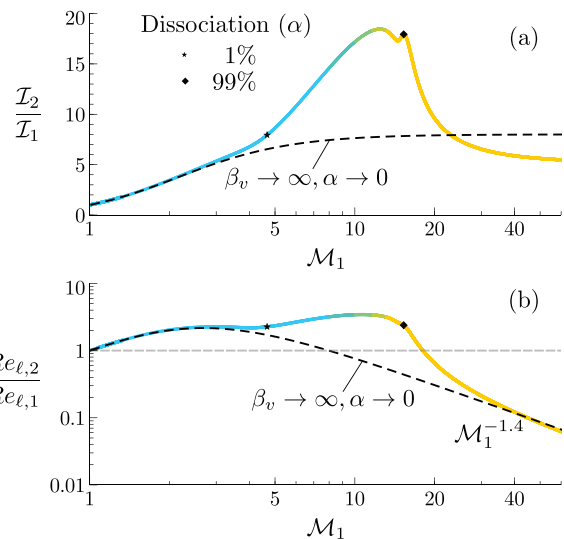 20
15
10
5
0
I₂
I₁
Dissociation (α)
1%
99%
(a)
βᵥ → ∞, α → 0
1
5
10
20
40
M₁
10
1
0.1
0.01
Re_ℓ,2
Re_ℓ,1
(b)
βᵥ → ∞, α → 0
M₁^−1.4
1
5
10
20
40
M₁